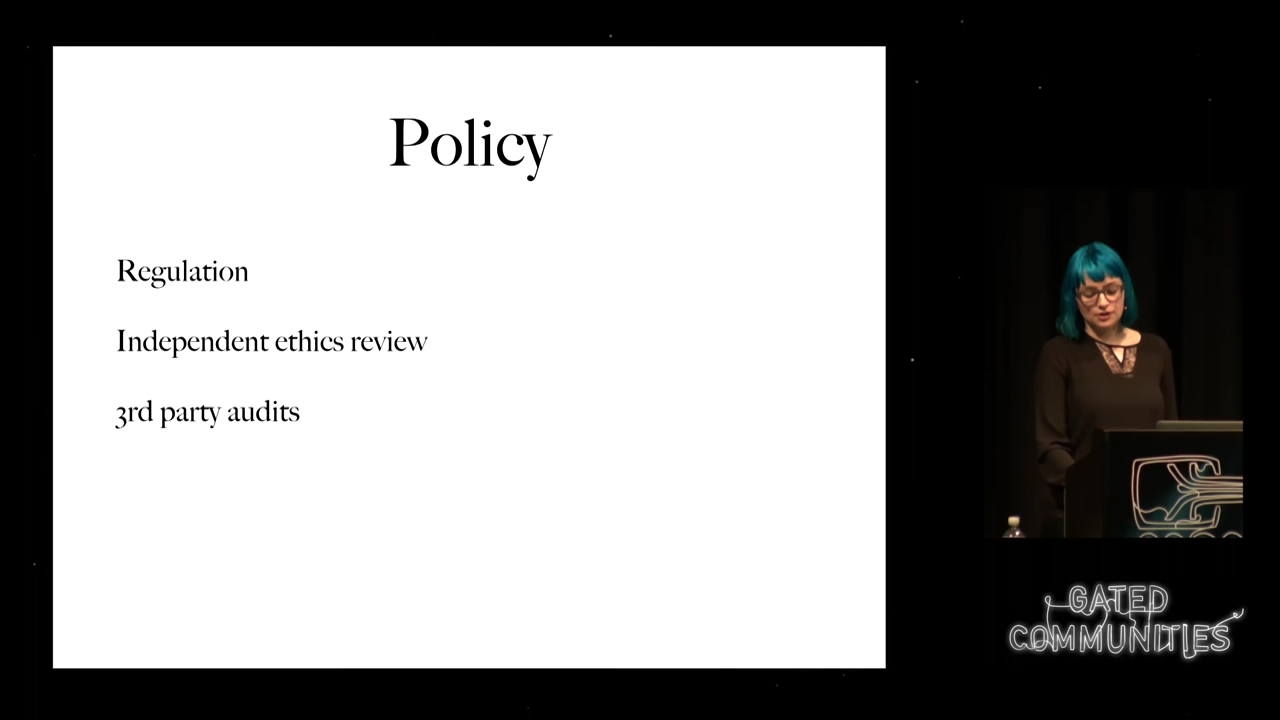 Policy
Regulation
Independent ethics review
3rd party audits
GATED
COMMUNITIES